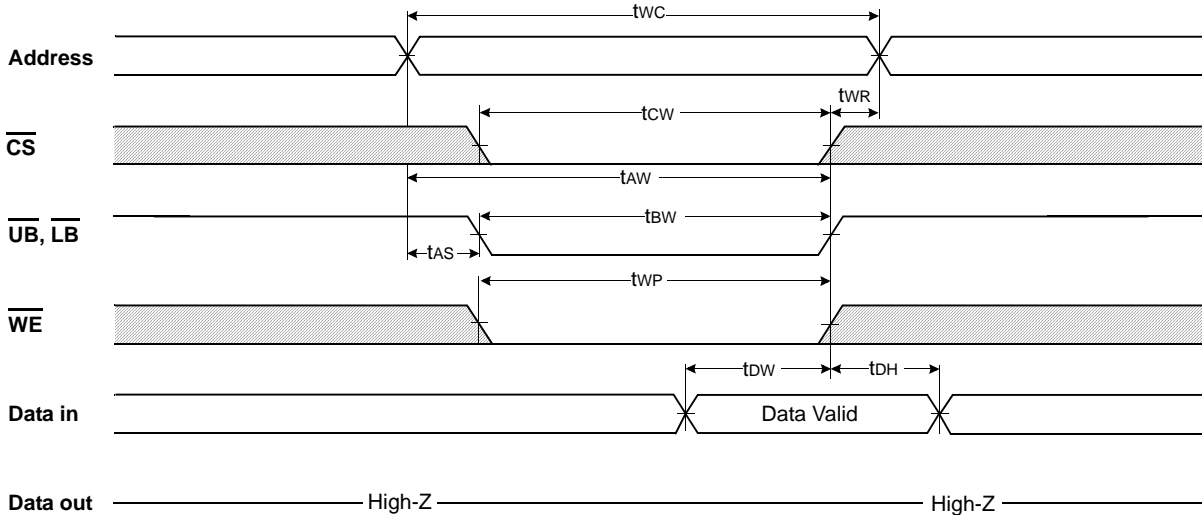 tWC
Address
tWR
tCW
CS
tAW
tBW
UB, LB
tAS
tWP
WE
tDW
tDH
Data in
Data Valid
Data out
High-Z
High-Z